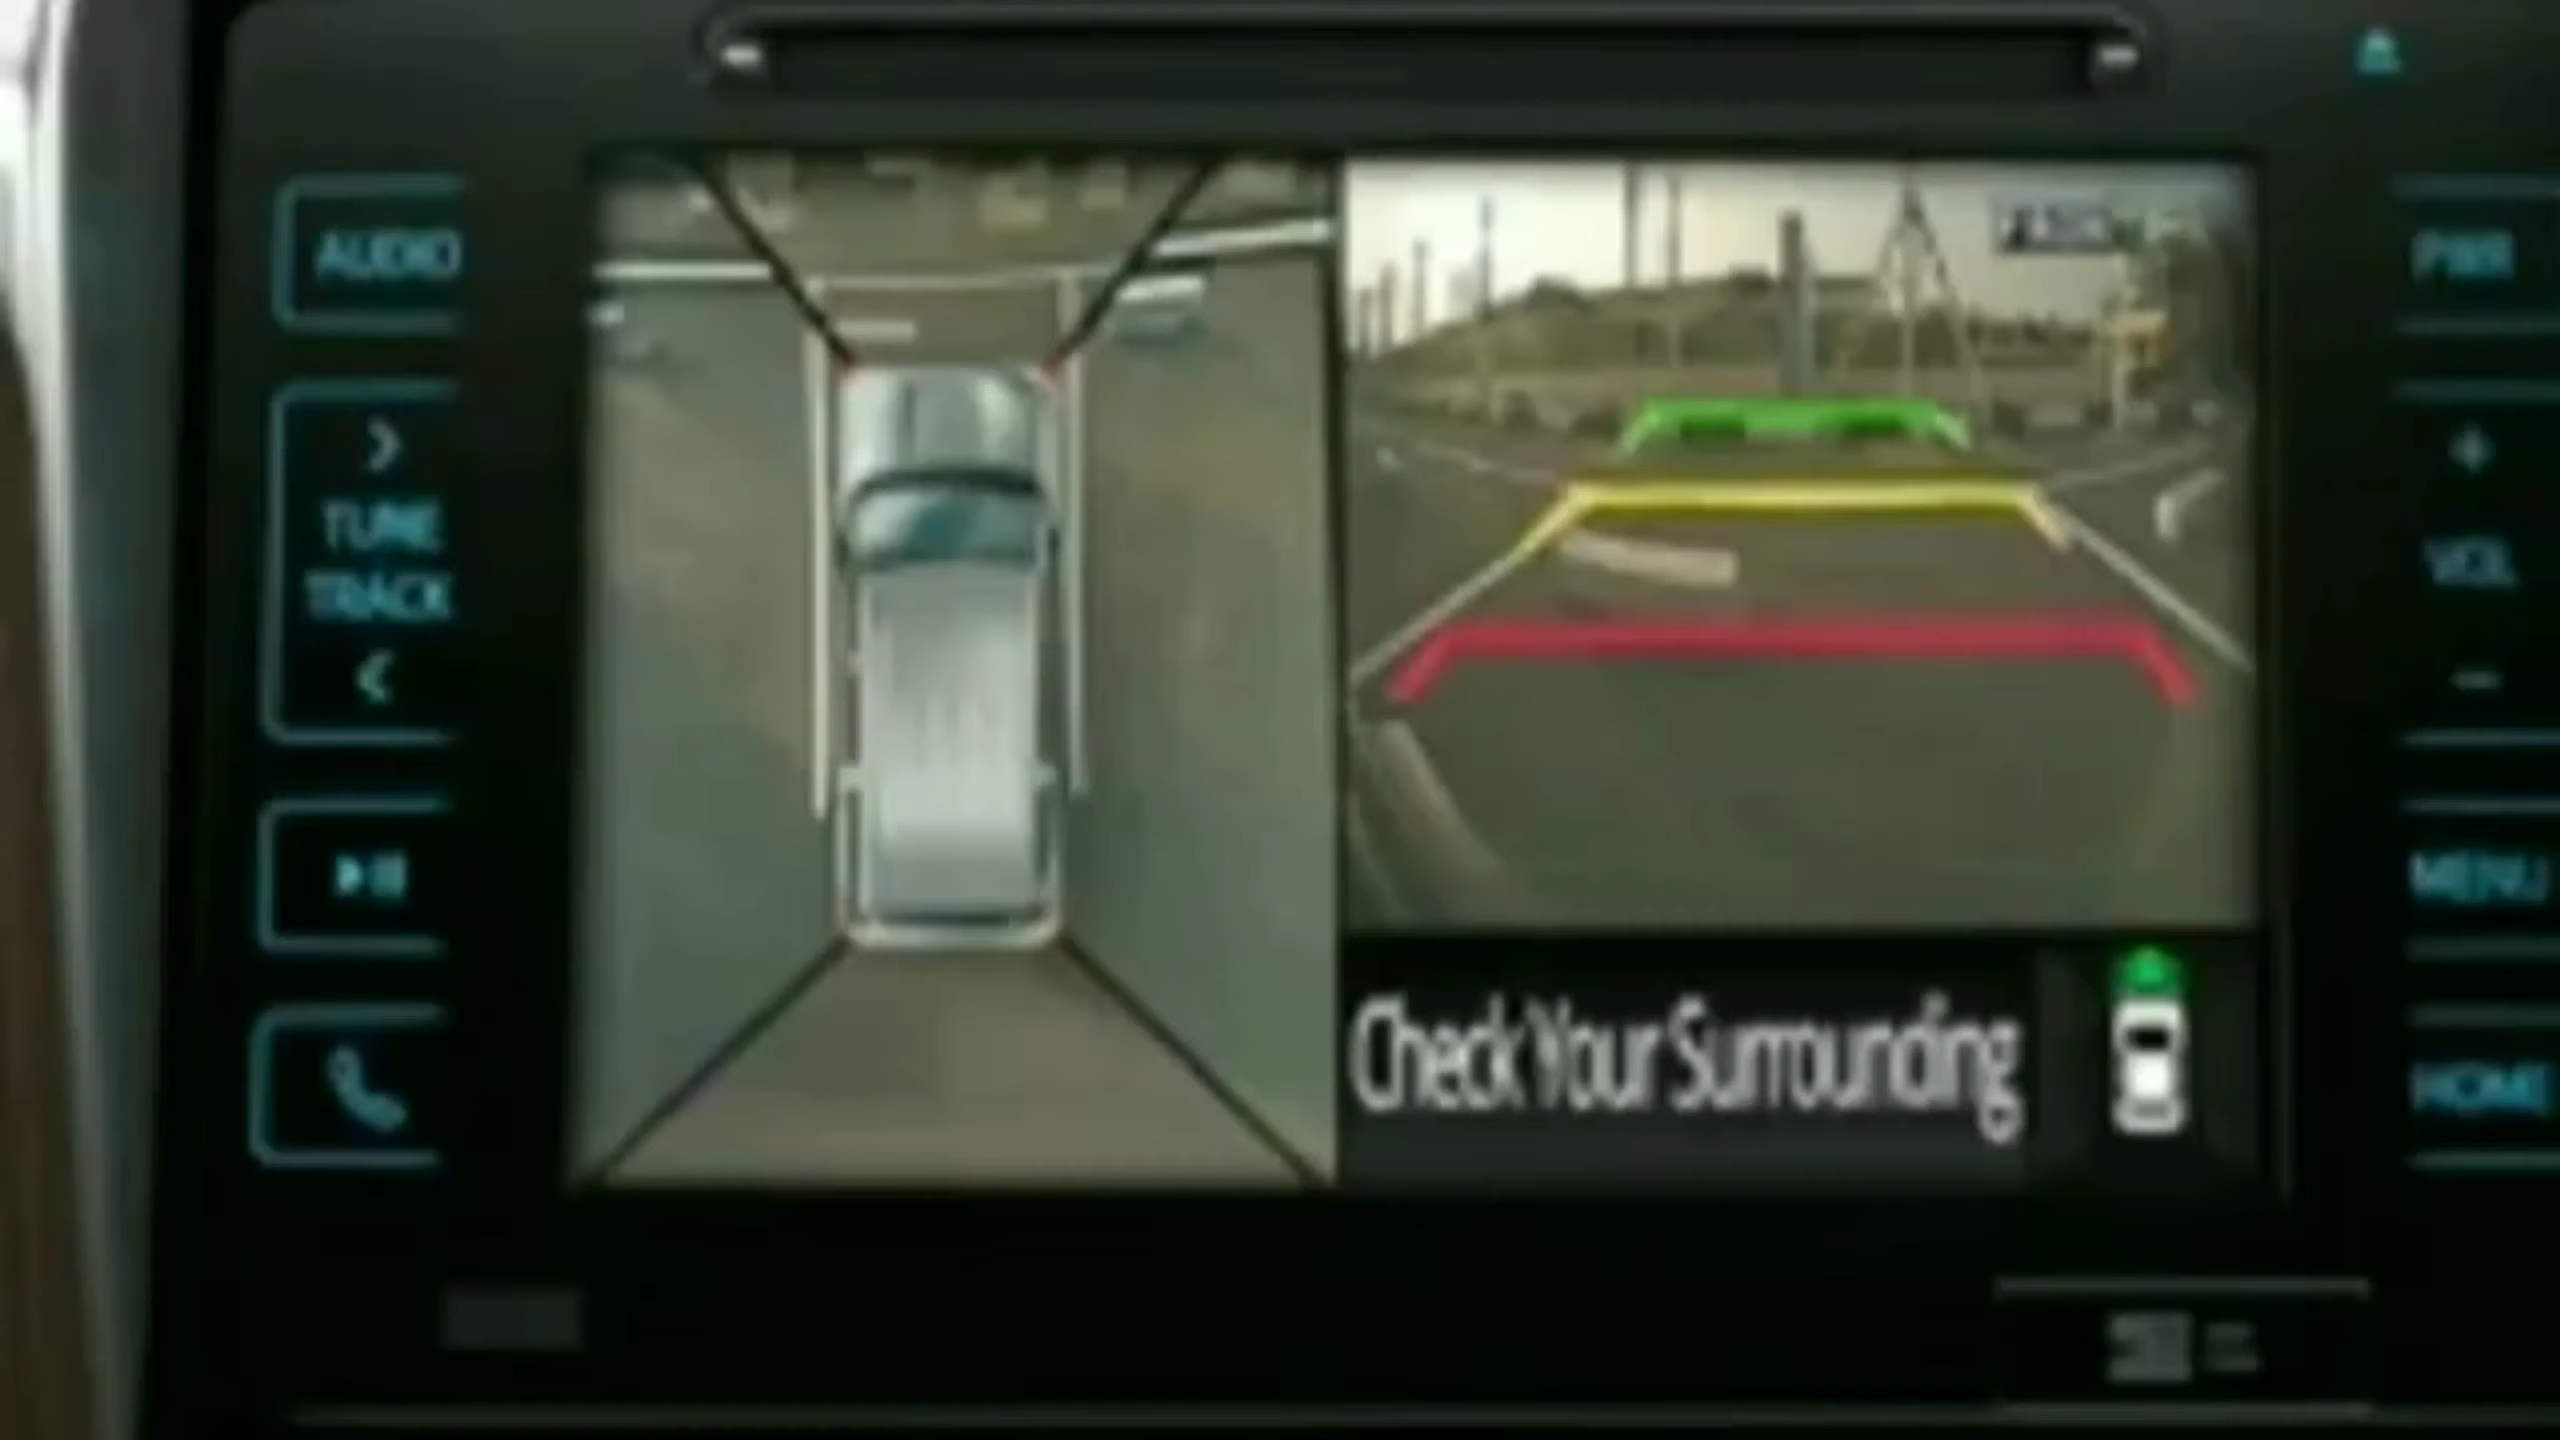 AUDIO
TUNE
TRACK
PWR
+
VOL
−
MENU
HOME
Check Your Surrounding